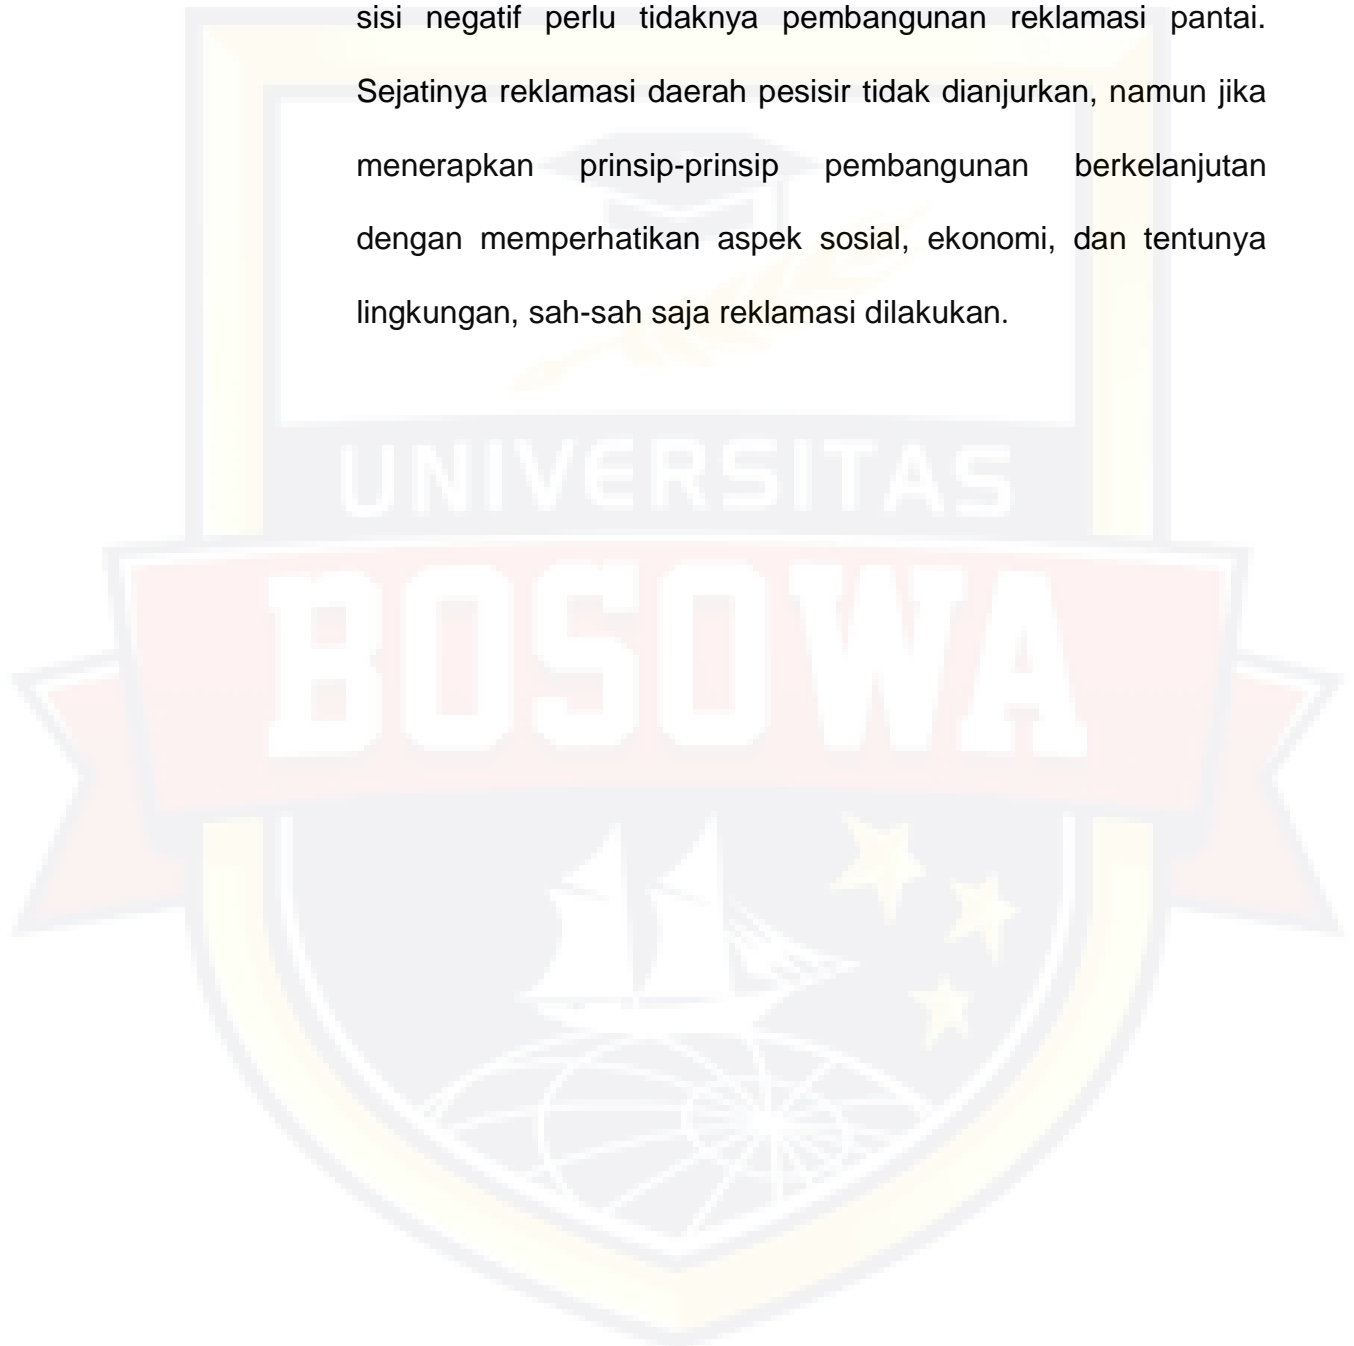 sisi negatif perlu tidaknya pembangunan reklamasi pantai.
Sejatinya reklamasi daerah pesisir tidak dianjurkan, namun jika
menerapkan prinsip-prinsip pembangunan berkelanjutan
dengan memperhatikan aspek sosial, ekonomi, dan tentunya
lingkungan, sah-sah saja reklamasi dilakukan.
UNIVERSITAS
BOSOWA